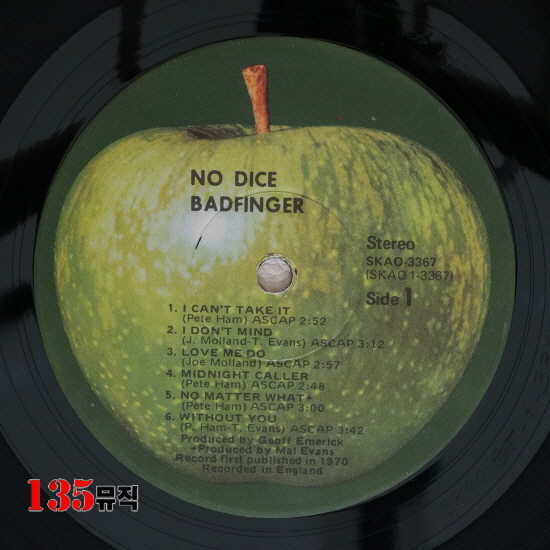 NO DICE
BADFINGER
Stereo
SKAO-3367
(SKAO 1-3367)
Side 1
1. I CAN'T TAKE IT
(Pete Ham) ASCAP 2:52
2. I DON'T MIND
(J. Molland-T. Evans) ASCAP 3:12
3. LOVE ME DO
(Joe Molland) ASCAP 2:57
4. MIDNIGHT CALLER
(Pete Ham) ASCAP 2:48
5. NO MATTER WHAT+
(Pete Ham) ASCAP 3:00
6. WITHOUT YOU
(P. Ham-T. Evans) ASCAP 3:42
Produced by Geoff Emerick
+Produced by Mal Evans
Record first published in 1970
Recorded in England
135뮤직